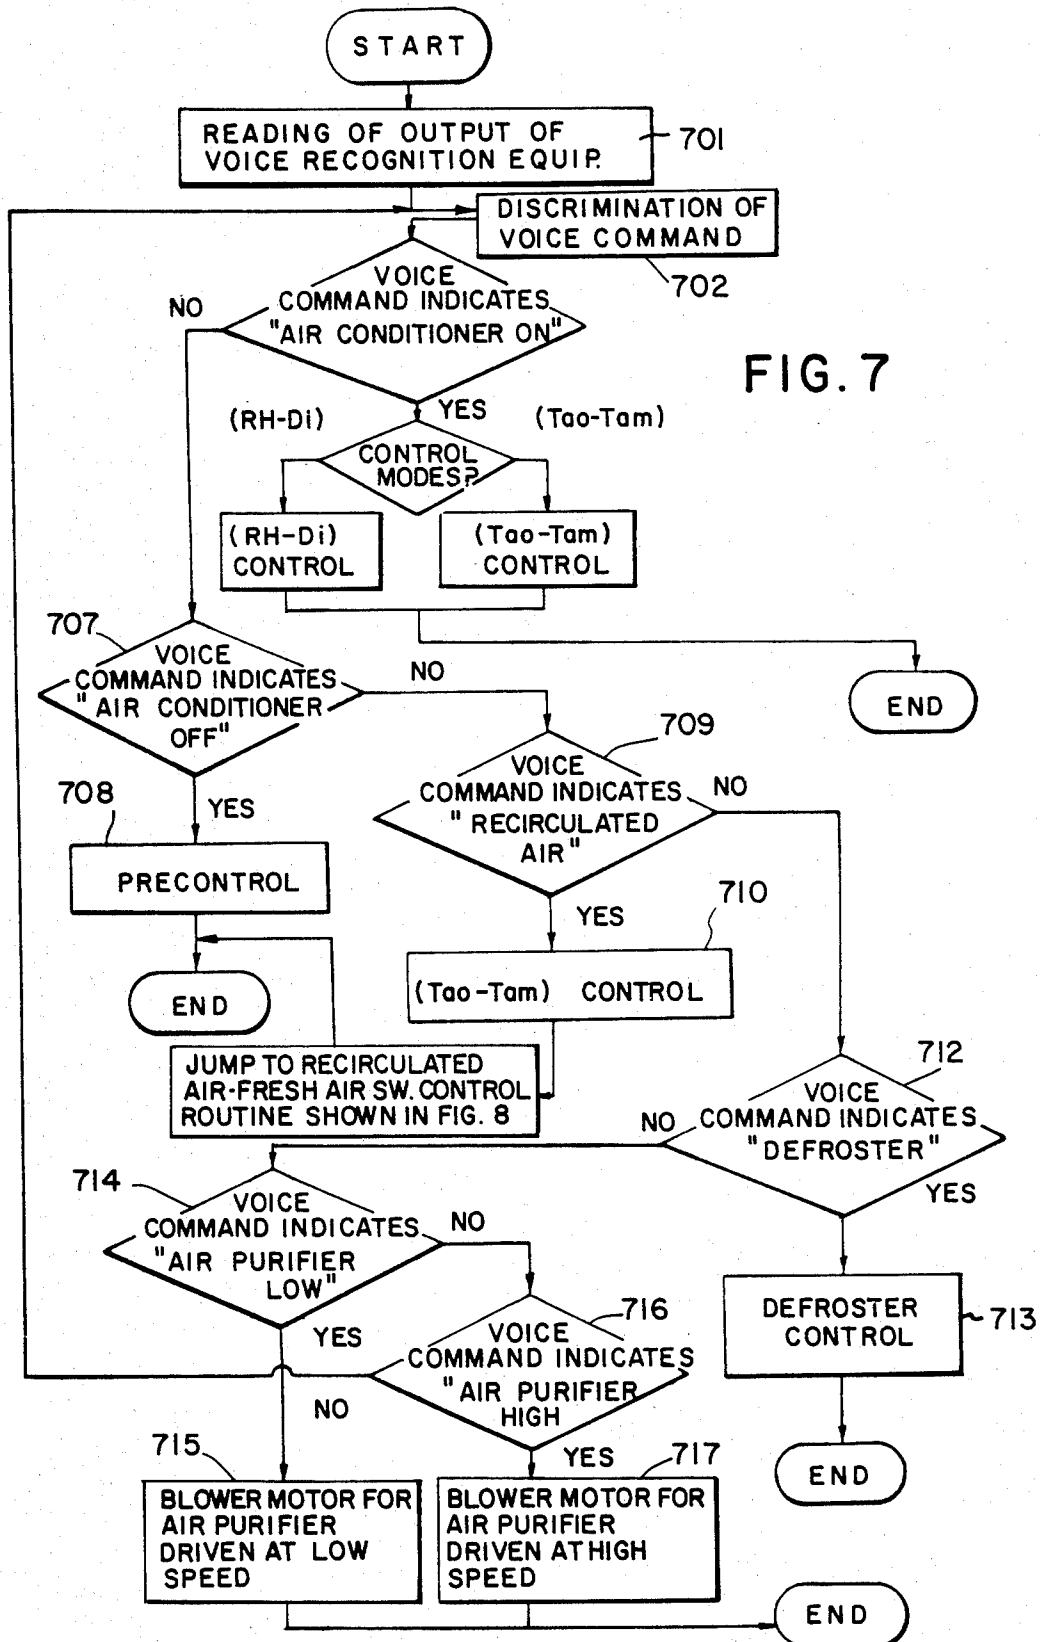 START
READING OF OUTPUT OF
VOICE RECOGNITION EQUIP.
701
DISCRIMINATION OF
VOICE COMMAND
702
VOICE
COMMAND INDICATES
"AIR CONDITIONER ON"
NO
YES
FIG. 7
(RH-Di)
(Tao-Tam)
CONTROL
MODES?
(RH-Di)
CONTROL
(Tao-Tam)
CONTROL
END
707
VOICE
COMMAND INDICATES
"AIR CONDITIONER
OFF"
NO
YES
708
PRECONTROL
END
709
VOICE
COMMAND INDICATES
"RECIRCULATED
AIR"
NO
YES
710
(Tao-Tam) CONTROL
JUMP TO RECIRCULATED
AIR-FRESH AIR SW. CONTROL
ROUTINE SHOWN IN FIG. 8
712
VOICE
COMMAND INDICATES
"DEFROSTER"
NO
YES
714
VOICE
COMMAND INDICATES
"AIR PURIFIER
LOW"
NO
YES
716
VOICE
COMMAND INDICATES
"AIR PURIFIER
HIGH
NO
YES
DEFROSTER
CONTROL
713
END
715
BLOWER MOTOR FOR
AIR PURIFIER
DRIVEN AT LOW
SPEED
717
BLOWER MOTOR FOR
AIR PURIFIER
DRIVEN AT HIGH
SPEED
END